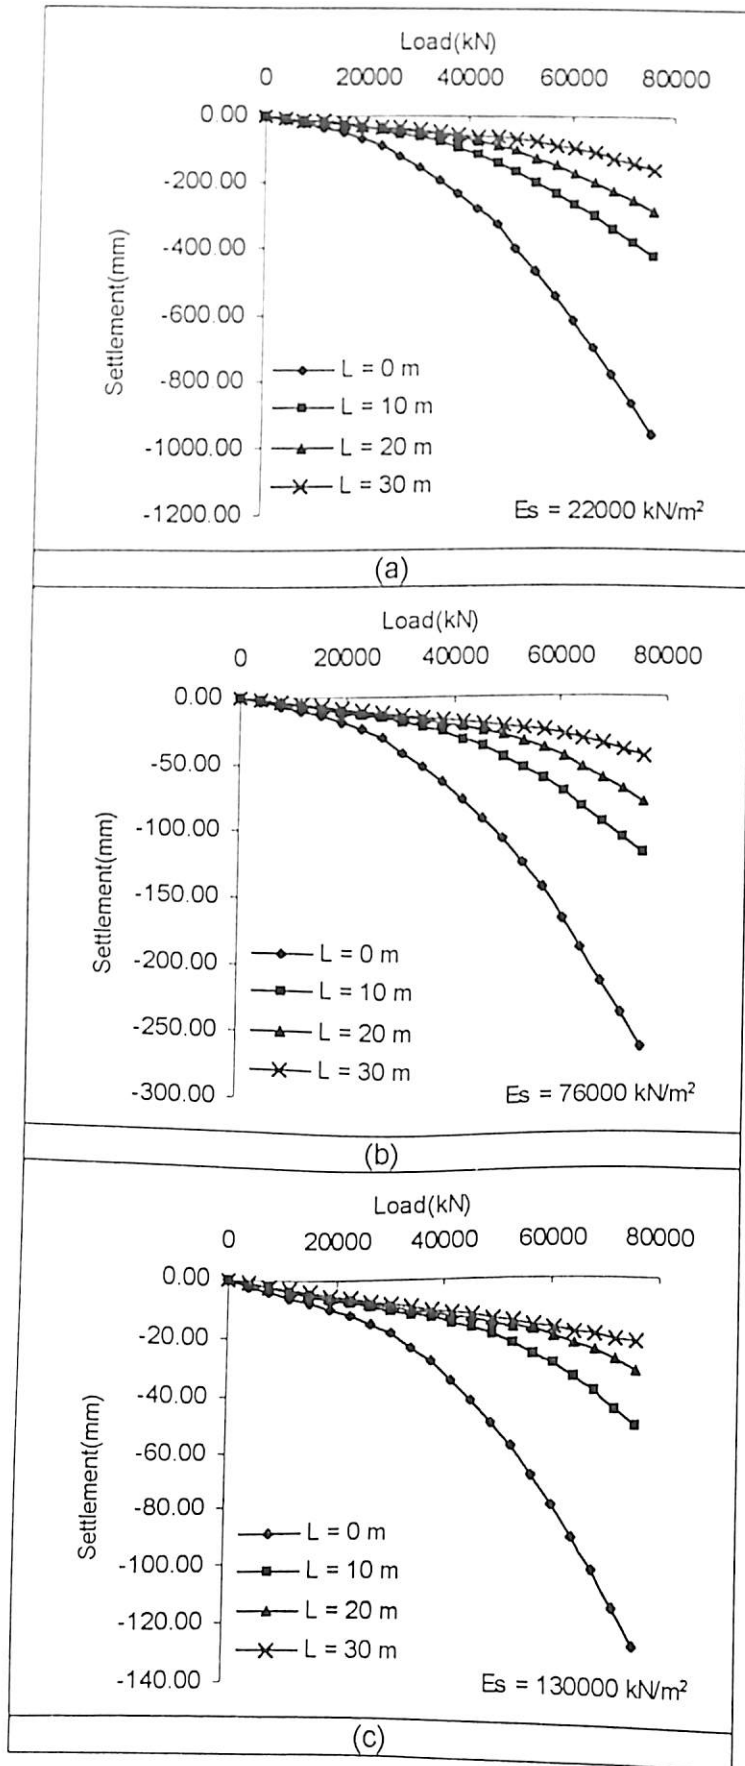 Load(kN)
0 20000 40000 60000 80000
0.00
-200.00
-400.00
-600.00
-800.00
-1000.00
-1200.00
Settlement(mm)
L = 0 m
L = 10 m
L = 20 m
L = 30 m
Es = 22000 kN/m²
(a)
Load(kN)
0 20000 40000 60000 80000
0.00
-50.00
-100.00
-150.00
-200.00
-250.00
-300.00
Settlement(mm)
L = 0 m
L = 10 m
L = 20 m
L = 30 m
Es = 76000 kN/m²
(b)
Load(kN)
0 20000 40000 60000 80000
0.00
-20.00
-40.00
-60.00
-80.00
-100.00
-120.00
-140.00
Settlement(mm)
L = 0 m
L = 10 m
L = 20 m
L = 30 m
Es = 130000 kN/m²
(c)